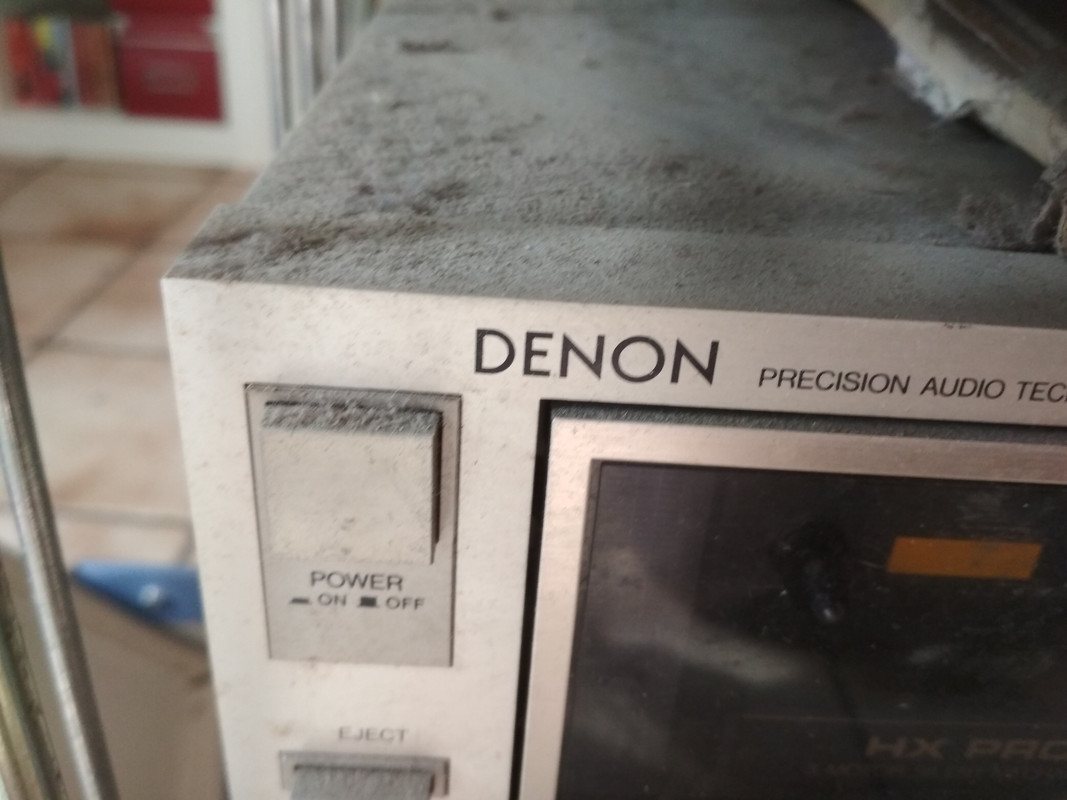 DENON PRECISION AUDIO TEC
POWER
ON OFF
EJECT
HX PRO